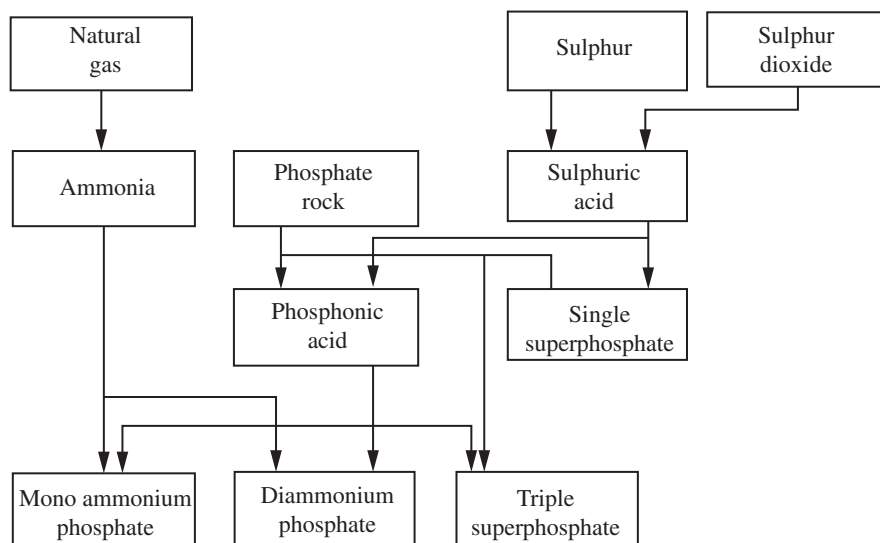 Natural
gas
Sulphur
Sulphur
dioxide
Ammonia
Phosphate
rock
Sulphuric
acid
Phosphonic
acid
Single
superphosphate
Mono ammonium
phosphate
Diammonium
phosphate
Triple
superphosphate